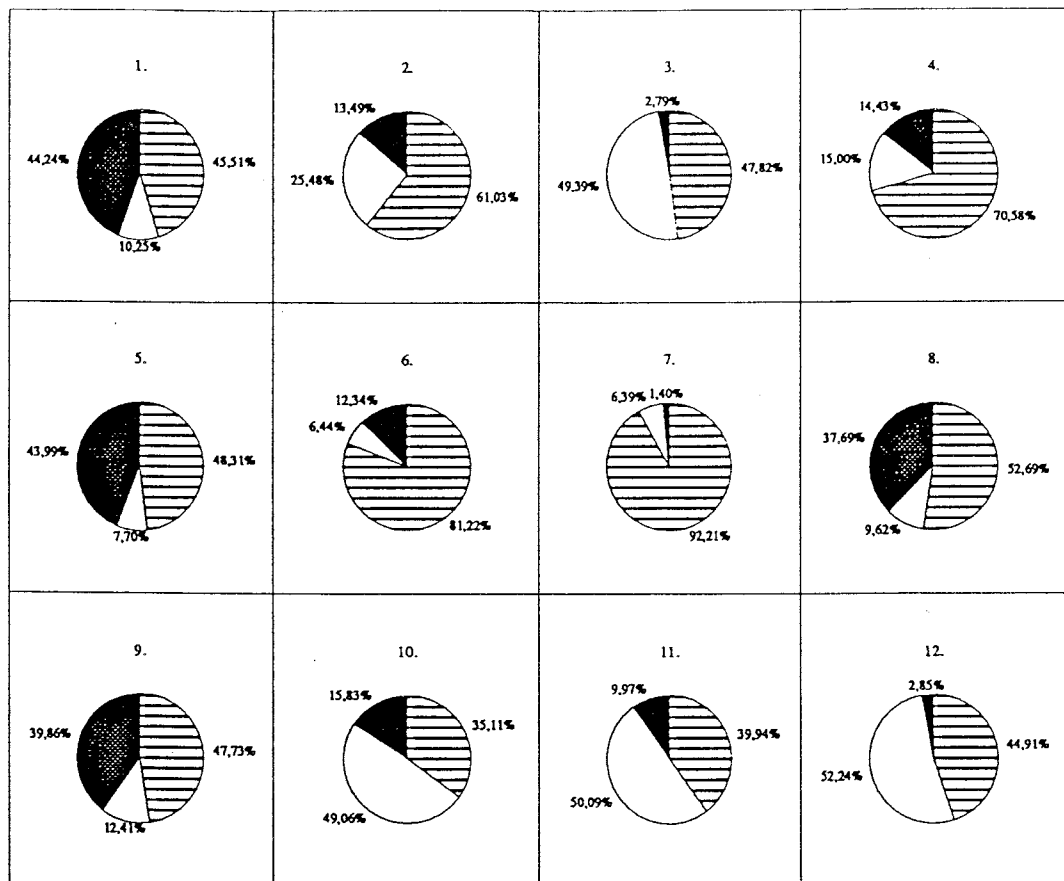 1. 2. 3. 4.
2,79%
13,49% 14,43%
44,24% 45,51% 15,00%
25,48% 49,39% 47,82%
61,03%
70,58%
10,25%
5. 6. 7. 8.
6,39% 1,40%
12,34%
6,44% 37,69%
43,99% 48,31% 52,69%
7,70% 81,22% 92,21% 9,62%
9. 10. 11. 12.
9,97% 2,85%
15,83%
39,86% 47,73% 35,11% 39,94% 44,91%
52,24%
12,41% 49,06% 50,09%